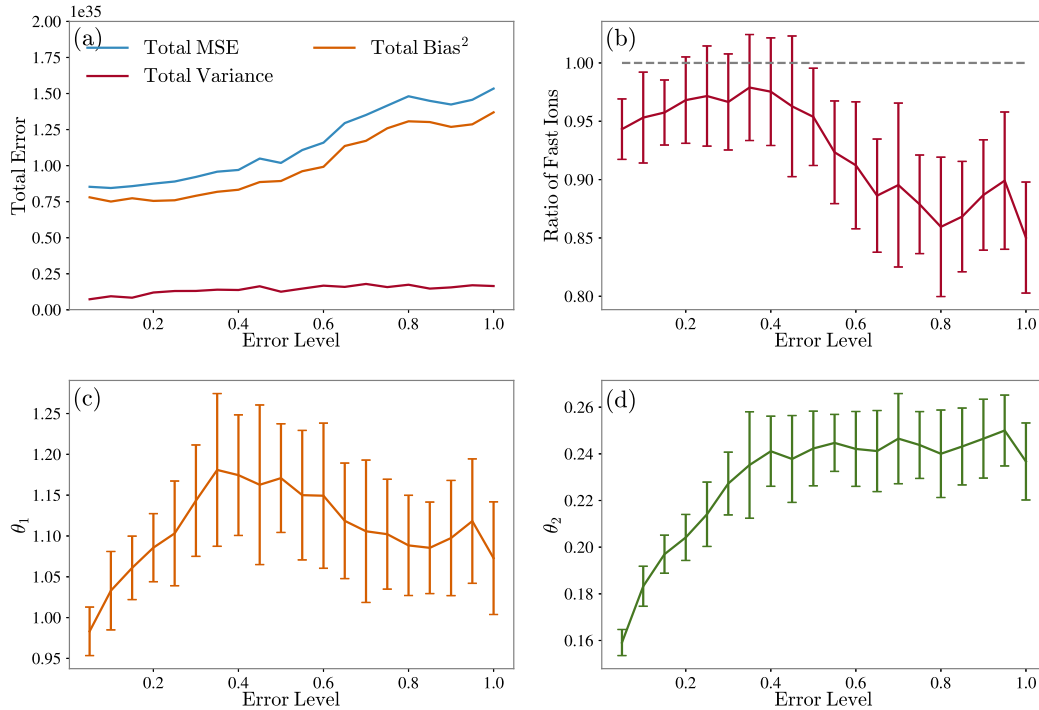 1e35
(a)
Total MSE
Total Variance
Total Bias²
Total Error
2.00
1.75
1.50
1.25
1.00
0.75
0.50
0.25
0.00
0.2 0.4 0.6 0.8 1.0
Error Level
(b)
Ratio of Fast Ions
1.00
0.95
0.90
0.85
0.80
0.2 0.4 0.6 0.8 1.0
Error Level
(c)
θ₁
1.25
1.20
1.15
1.10
1.05
1.00
0.95
0.2 0.4 0.6 0.8 1.0
Error Level
(d)
θ₂
0.26
0.24
0.22
0.20
0.18
0.16
0.2 0.4 0.6 0.8 1.0
Error Level